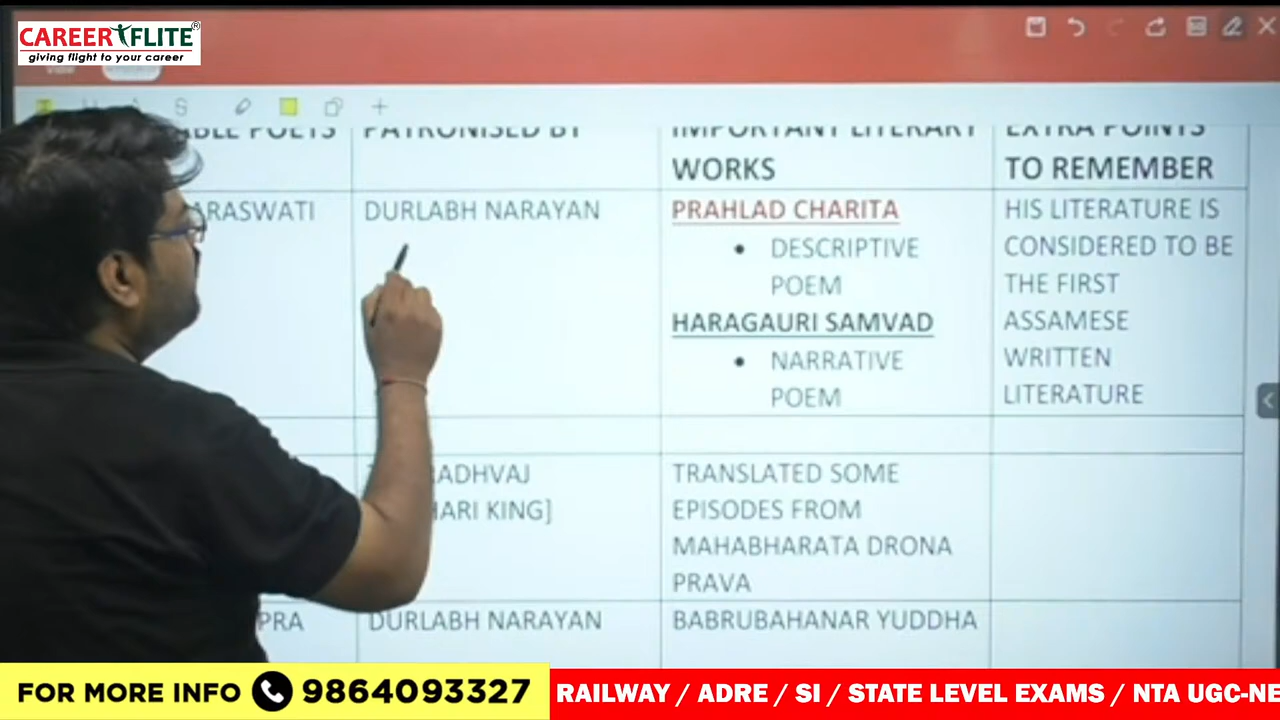 CAREER FLITE®
giving flight to your career
PATRONISED BY
IMPORTANT LITERARY
WORKS
EXTRA POINTS
TO REMEMBER
DURLABH NARAYAN
PRAHLAD CHARITA
• DESCRIPTIVE
POEM
HARAGAURI SAMVAD
• NARRATIVE
POEM
HIS LITERATURE IS
CONSIDERED TO BE
THE FIRST
ASSAMESE
WRITTEN
LITERATURE
KING]
TRANSLATED SOME
EPISODES FROM
MAHABHARATA DRONA
PRAVA
DURLABH NARAYAN
BABRUBAHANAR YUDDHA
FOR MORE INFO 9864093327
RAILWAY / ADRE / SI / STATE LEVEL EXAMS / NTA UGC-NE